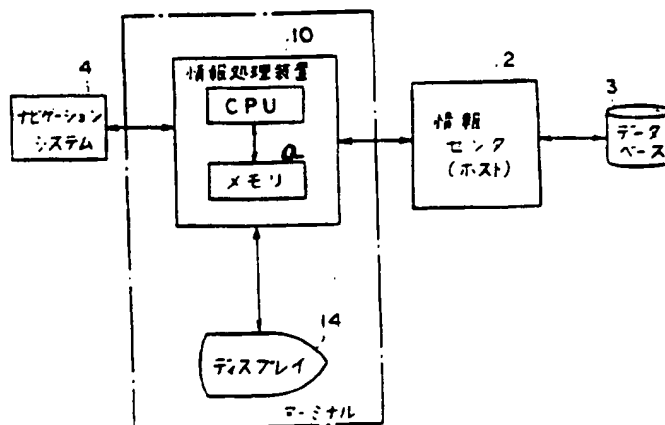 10
情報処理装置
CPU
a
メモリ
4
ナビゲーション
システム
2
情報
センタ
(ホスト)
3
データ
ベース
14
ディスプレイ
ターミナル